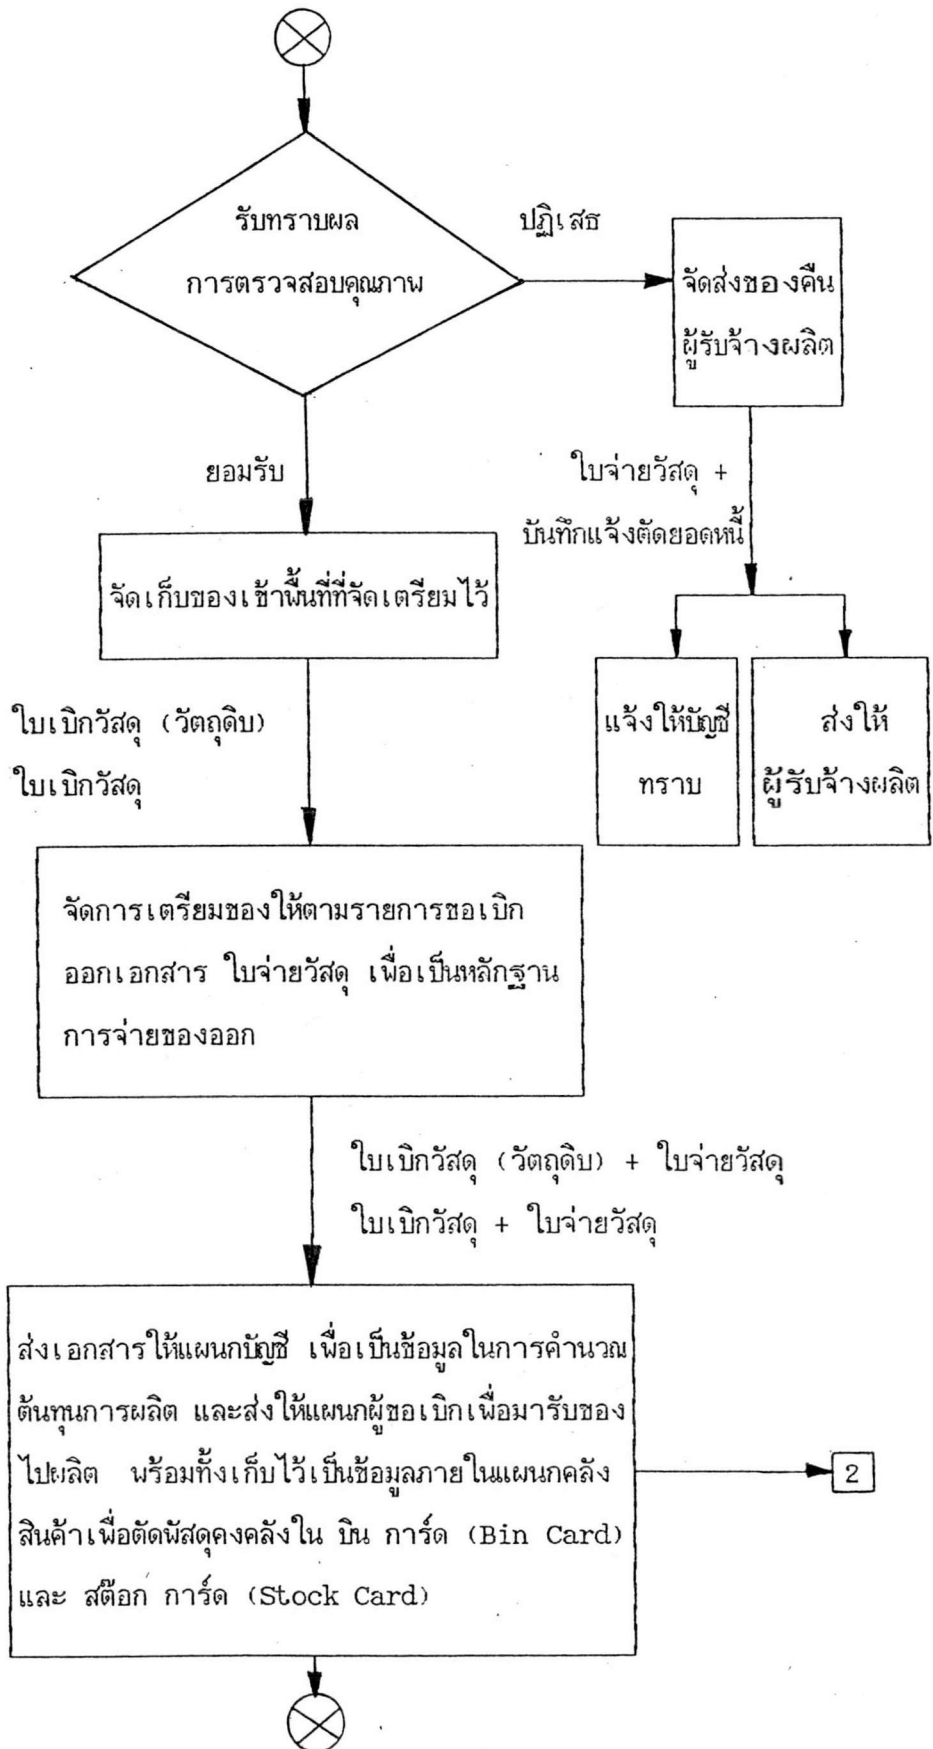 รับทราบผล
การตรวจสอบคุณภาพ
ปฏิเสธ
จัดส่งของคืน
ผู้รับจ้างผลิต
ยอมรับ
ใบจ่ายวัสดุ +
บันทึกแจ้งตัดยอดหนี้
จัดเก็บของเข้าพื้นที่ที่จัดเตรียมไว้
แจ้งให้บัญชี
ทราบ
ส่งให้
ผู้รับจ้างผลิต
ใบเบิกวัสดุ (วัตถุดิบ)
ใบเบิกวัสดุ
จัดการเตรียมของให้ตามรายการขอเบิก
ออกเอกสาร ใบจ่ายวัสดุ เพื่อเป็นหลักฐาน
การจ่ายของออก
ใบเบิกวัสดุ (วัตถุดิบ) + ใบจ่ายวัสดุ
ใบเบิกวัสดุ + ใบจ่ายวัสดุ
ส่งเอกสารให้แผนกบัญชี เพื่อเป็นข้อมูลในการคำนวณ
ต้นทุนการผลิต และส่งให้แผนกผู้ขอเบิกเพื่อมารับของ
ไปผลิต พร้อมทั้งเก็บไว้เป็นข้อมูลภายในแผนกคลัง
สินค้าเพื่อตัดพัสดุคงคลังใน บิน การ์ด (Bin Card)
และ สต๊อก การ์ด (Stock Card)
2